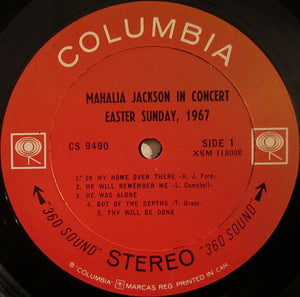 COLUMBIA
MAHALIA JACKSON IN CONCERT
EASTER SUNDAY, 1967
CS 9490
SIDE 1
XSM 118008
1. IN MY HOME OVER THERE -H. J. Ford-
2. HE WILL REMEMBER ME -L. Campbell-
3. HE WAS ALONE
4. OUT OF THE DEPTHS -T. Gross-
5. THY WILL BE DONE
"360 SOUND" STEREO "360 SOUND"
® "COLUMBIA" MARCAS REG. PRINTED IN CAN.